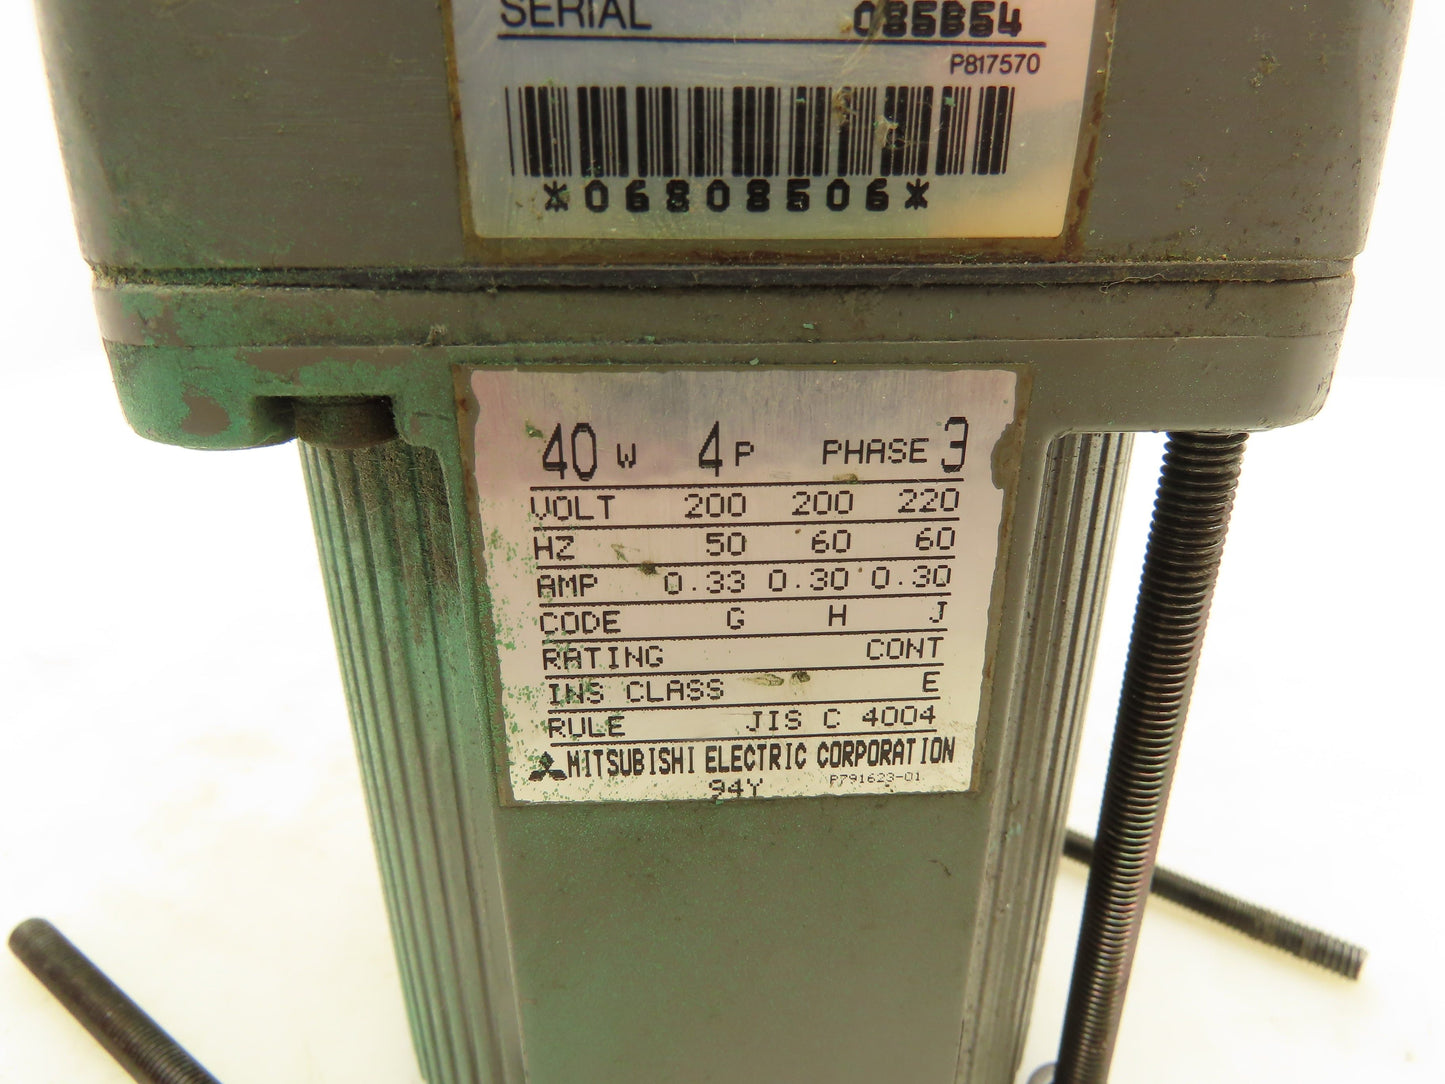 SERIAL 085B54
P817570
*06808506*
40 W 4 P PHASE 3
VOLT 200 200 220
HZ 50 60 60
AMP 0.33 0.30 0.30
CODE G H J
RATING CONT
INS CLASS E
RULE JIS C 4004
MITSUBISHI ELECTRIC CORPORATION
94Y P791623-01